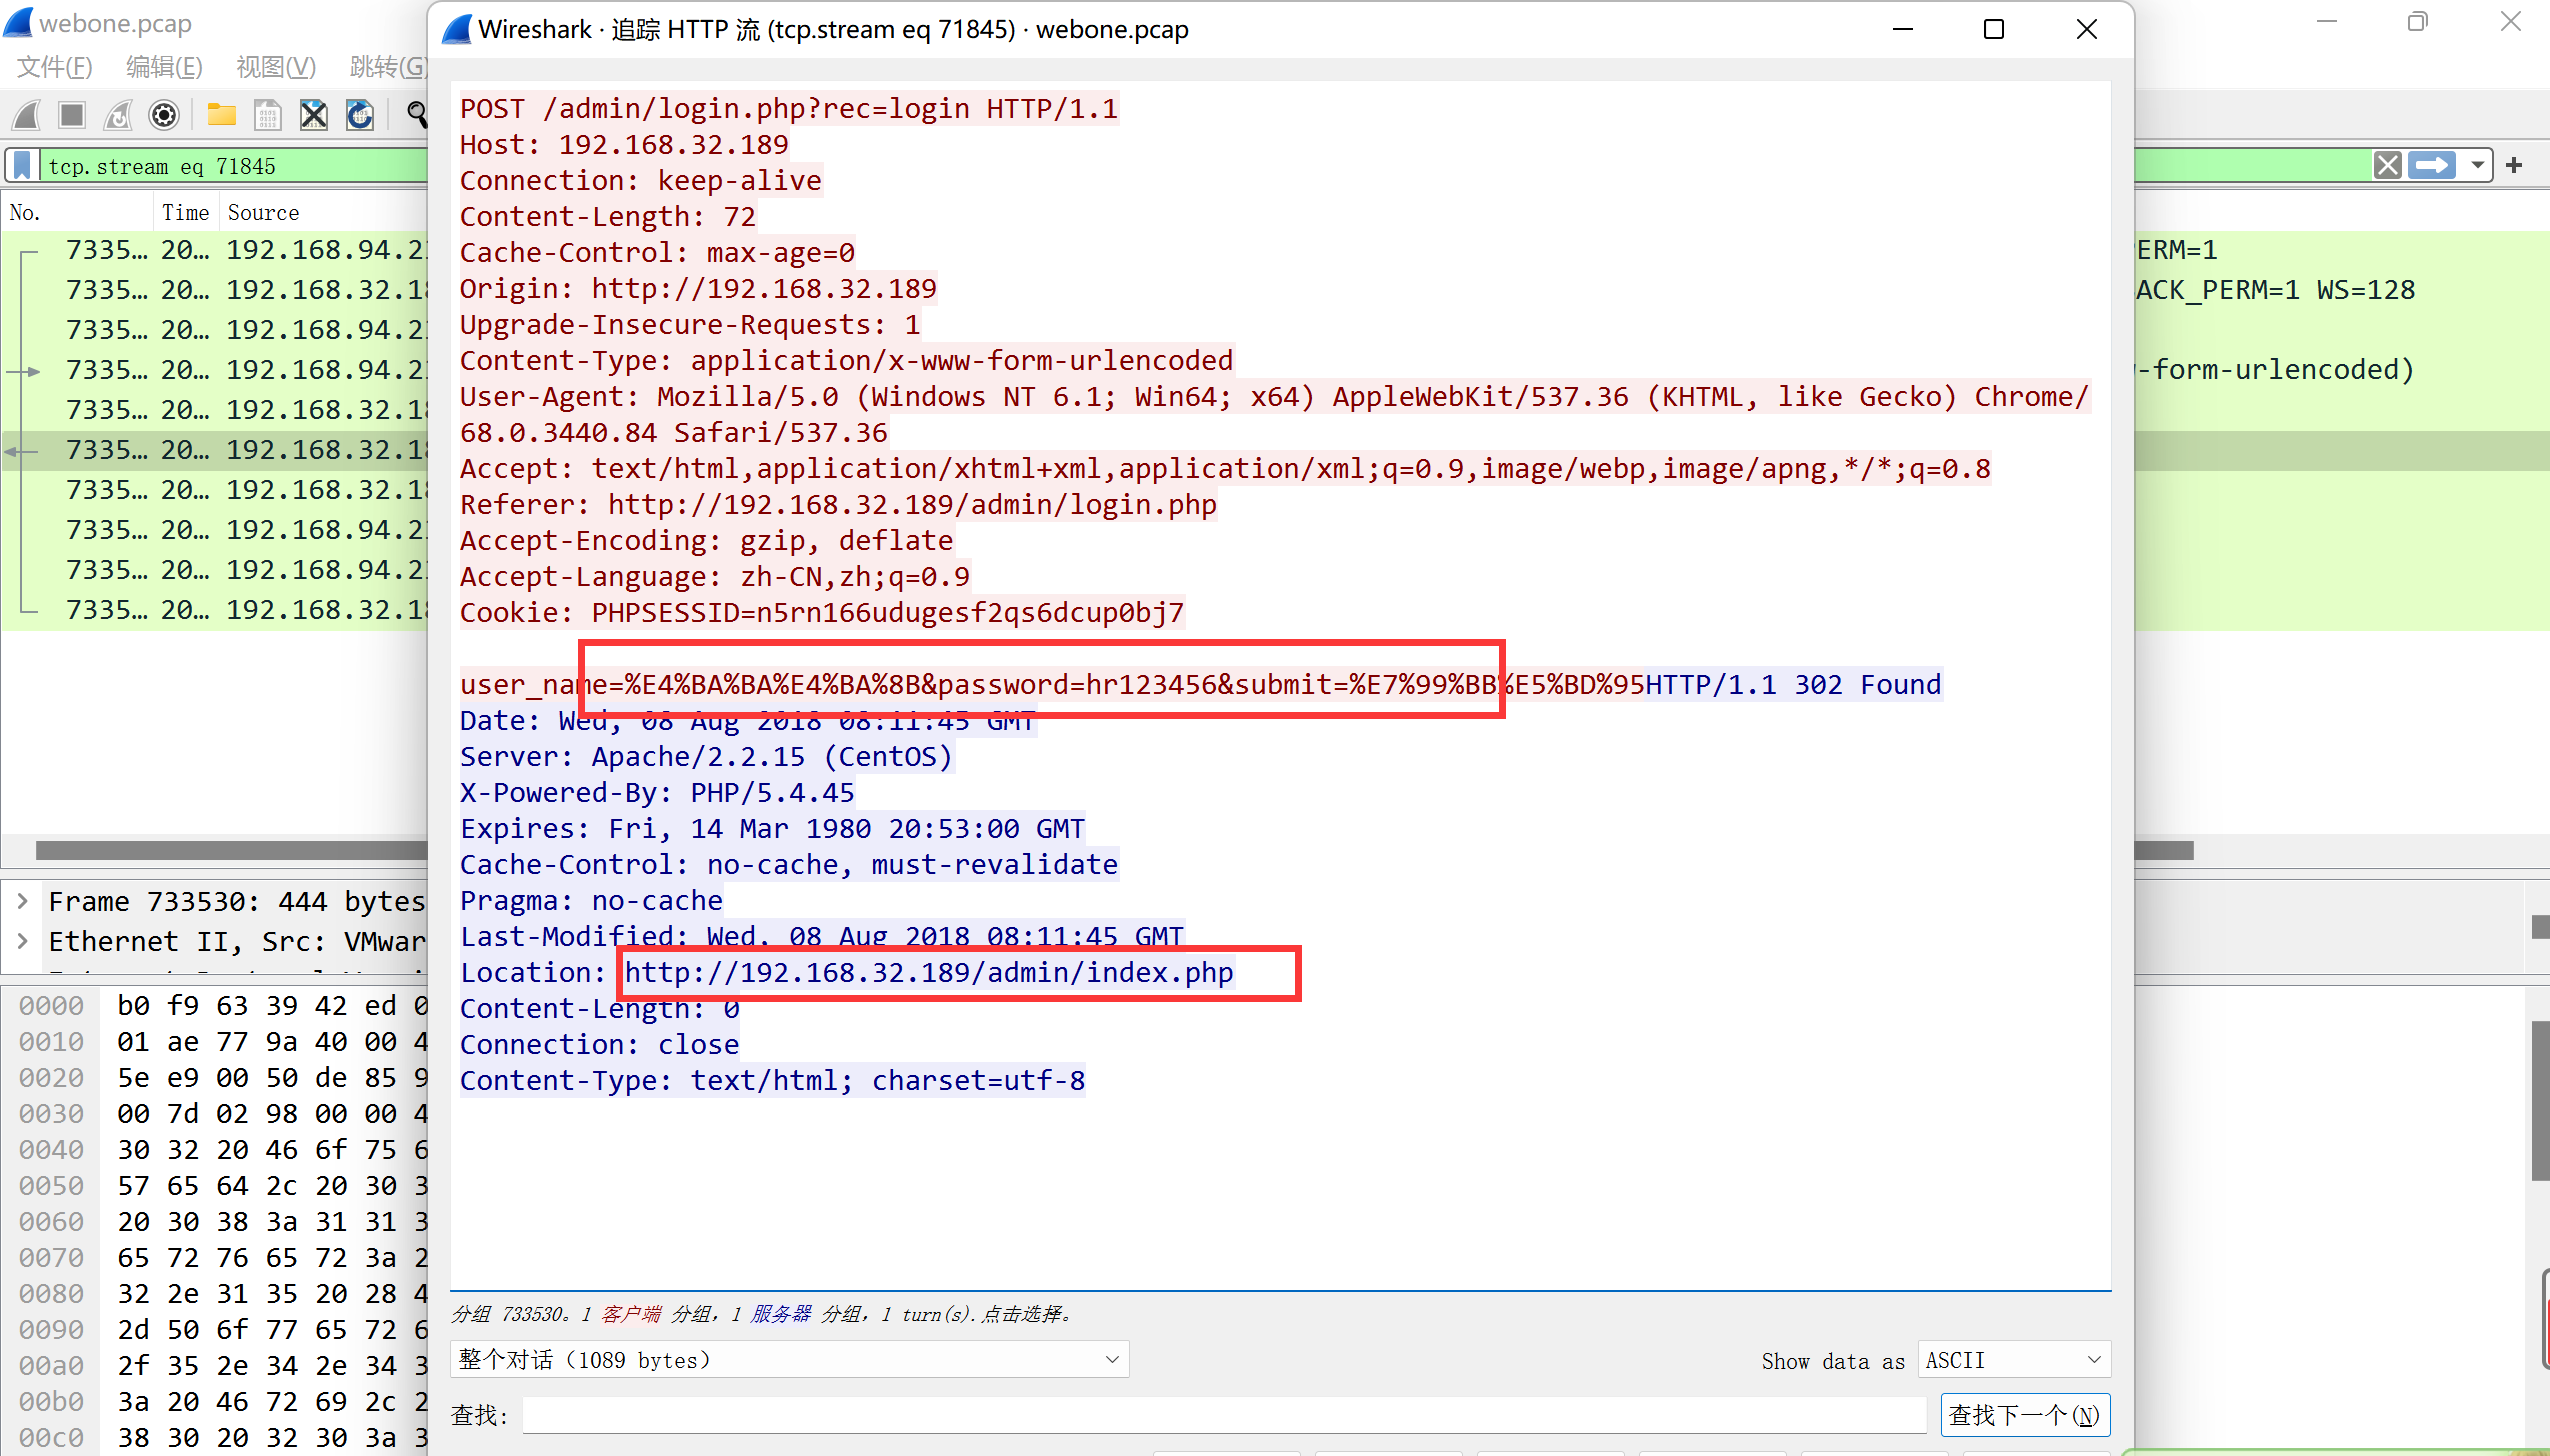 webone.pcap
文件(F) 编辑(E) 视图(V) 跳转(G)
tcp.stream eq 71845
No. Time Source
7335… 20… 192.168.94.2
7335… 20… 192.168.32.1
7335… 20… 192.168.94.2
7335… 20… 192.168.94.2
7335… 20… 192.168.32.1
7335… 20… 192.168.32.1
7335… 20… 192.168.32.1
7335… 20… 192.168.94.2
7335… 20… 192.168.94.2
7335… 20… 192.168.32.1
ERM=1
ACK_PERM=1 WS=128
-form-urlencoded)
Frame 733530: 444 bytes
Ethernet II, Src: VMwar
0000 b0 f9 63 39 42 ed 0
0010 01 ae 77 9a 40 00 4
0020 5e e9 00 50 de 85 9
0030 00 7d 02 98 00 00 4
0040 30 32 20 46 6f 75 6
0050 57 65 64 2c 20 30 3
0060 20 30 38 3a 31 31 3
0070 65 72 76 65 72 3a 2
0080 32 2e 31 35 20 28 4
0090 2d 50 6f 77 65 72 6
00a0 2f 35 2e 34 2e 34 3
00b0 3a 20 46 72 69 2c 2
00c0 38 30 20 32 30 3a 3
Wireshark · 追踪 HTTP 流 (tcp.stream eq 71845) · webone.pcap
POST /admin/login.php?rec=login HTTP/1.1
Host: 192.168.32.189
Connection: keep-alive
Content-Length: 72
Cache-Control: max-age=0
Origin: http://192.168.32.189
Upgrade-Insecure-Requests: 1
Content-Type: application/x-www-form-urlencoded
User-Agent: Mozilla/5.0 (Windows NT 6.1; Win64; x64) AppleWebKit/537.36 (KHTML, like Gecko) Chrome/
68.0.3440.84 Safari/537.36
Accept: text/html,application/xhtml+xml,application/xml;q=0.9,image/webp,image/apng,*/*;q=0.8
Referer: http://192.168.32.189/admin/login.php
Accept-Encoding: gzip, deflate
Accept-Language: zh-CN,zh;q=0.9
Cookie: PHPSESSID=n5rn166udugesf2qs6dcup0bj7
user_name=%E4%BA%BA%E4%BA%8B&password=hr123456&submit=%E7%99%BB%E5%BD%95HTTP/1.1 302 Found
Date: Wed, 08 Aug 2018 08:11:45 GMT
Server: Apache/2.2.15 (CentOS)
X-Powered-By: PHP/5.4.45
Expires: Fri, 14 Mar 1980 20:53:00 GMT
Cache-Control: no-cache, must-revalidate
Pragma: no-cache
Last-Modified: Wed, 08 Aug 2018 08:11:45 GMT
Location: http://192.168.32.189/admin/index.php
Content-Length: 0
Connection: close
Content-Type: text/html; charset=utf-8
分组 733530。1 客户端 分组，1 服务器 分组，1 turn(s).点击选择。
整个对话（1089 bytes）
Show data as ASCII
查找:
查找下一个(N)